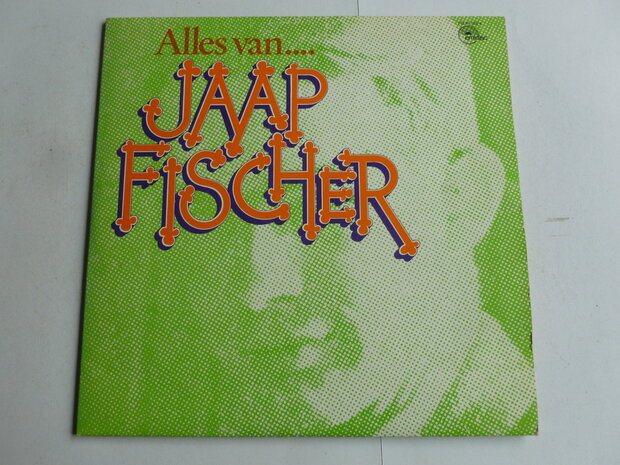 Alles van....
JAAP
FISCHER